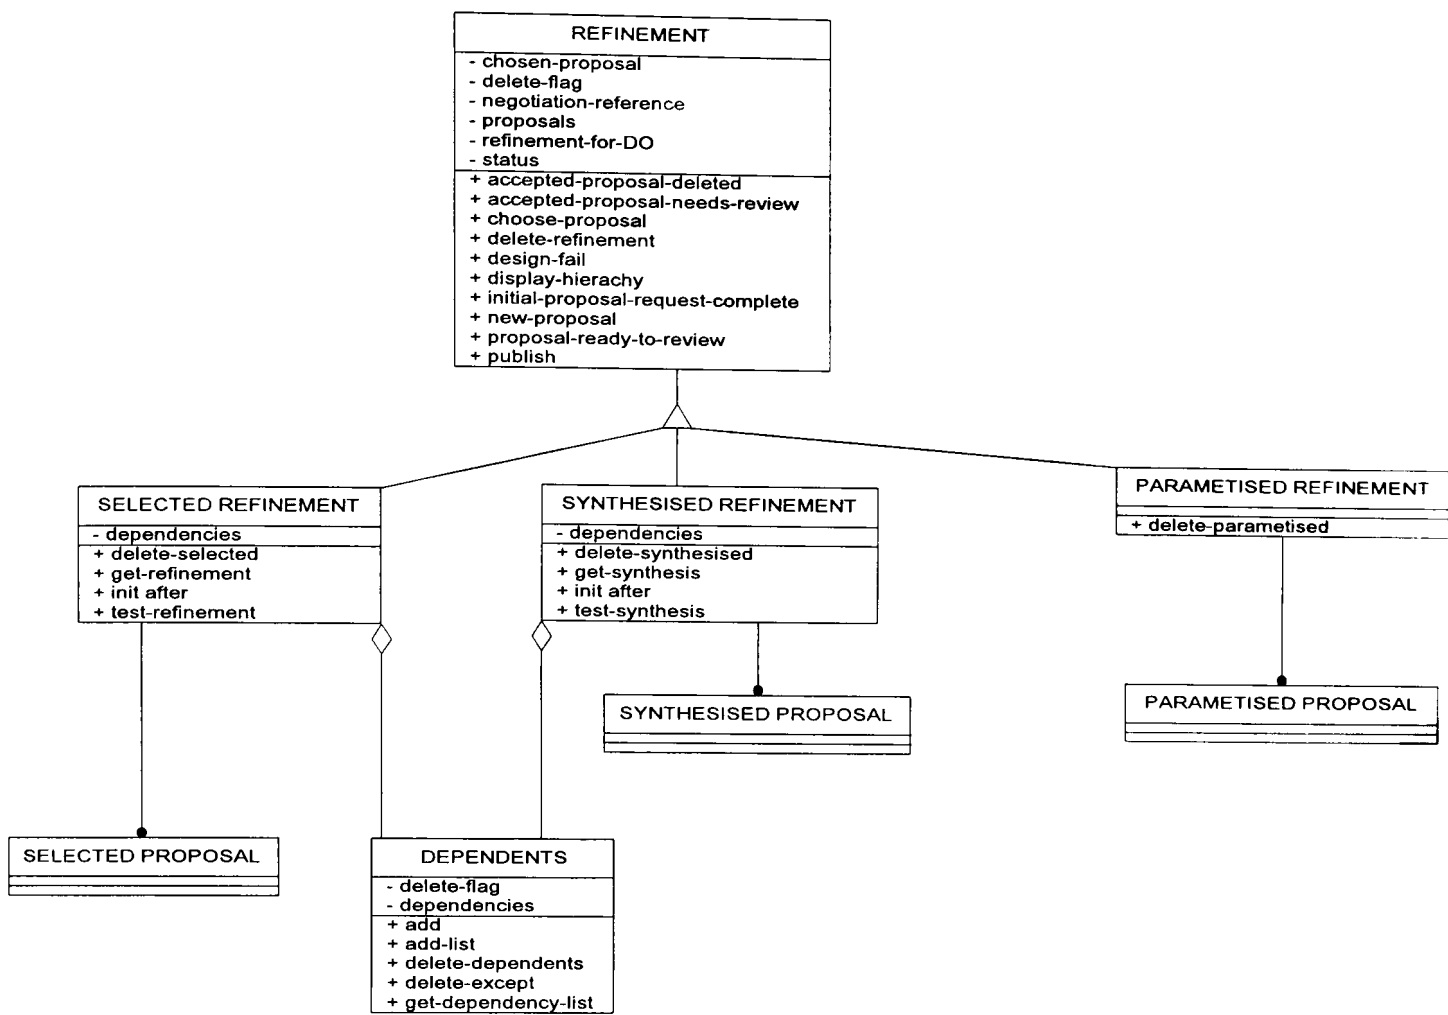 REFINEMENT
- chosen-proposal
- delete-flag
- negotiation-reference
- proposals
- refinement-for-DO
- status
+ accepted-proposal-deleted
+ accepted-proposal-needs-review
+ choose-proposal
+ delete-refinement
+ design-fail
+ display-hierachy
+ initial-proposal-request-complete
+ new-proposal
+ proposal-ready-to-review
+ publish
SELECTED REFINEMENT
- dependencies
+ delete-selected
+ get-refinement
+ init after
+ test-refinement
SYNTHESISED REFINEMENT
- dependencies
+ delete-synthesised
+ get-synthesis
+ init after
+ test-synthesis
PARAMETISED REFINEMENT
+ delete-parametised
SYNTHESISED PROPOSAL
PARAMETISED PROPOSAL
SELECTED PROPOSAL
DEPENDENTS
- delete-flag
- dependencies
+ add
+ add-list
+ delete-dependents
+ delete-except
+ get-dependency-list